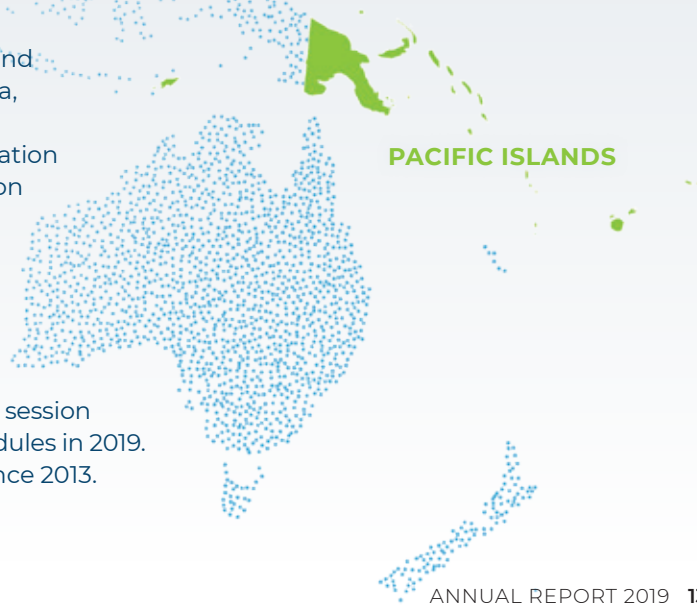 nd
a,
ation
on
PACIFIC ISLANDS
session
dules in 2019.
nce 2013.
ANNUAL REPORT 2019